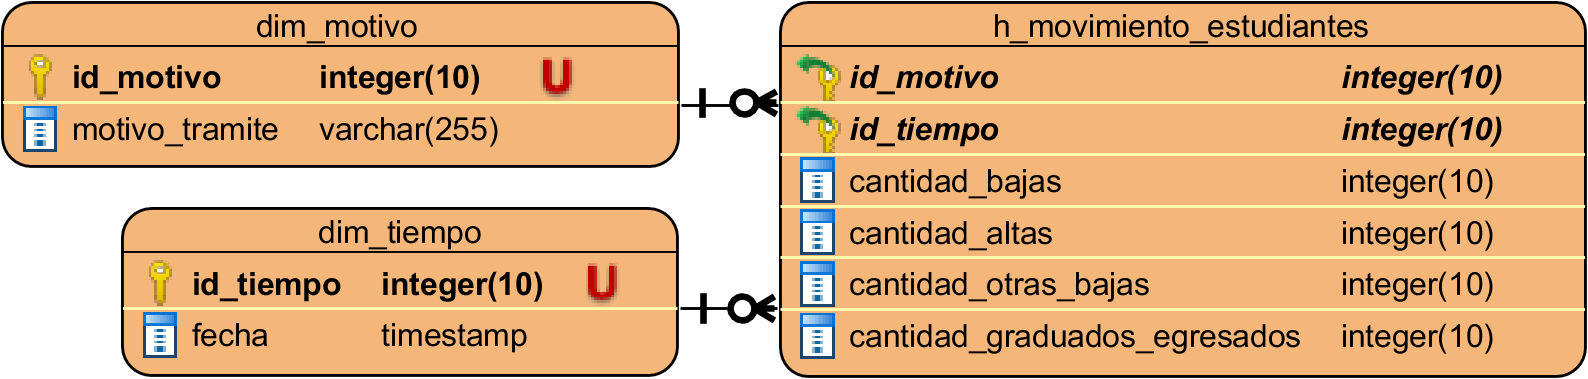 dim_motivo
id_motivo integer(10) U
motivo_tramite varchar(255)
dim_tiempo
id_tiempo integer(10) U
fecha timestamp
h_movimiento_estudiantes
id_motivo integer(10)
id_tiempo integer(10)
cantidad_bajas integer(10)
cantidad_altas integer(10)
cantidad_otras_bajas integer(10)
cantidad_graduados_egresados integer(10)